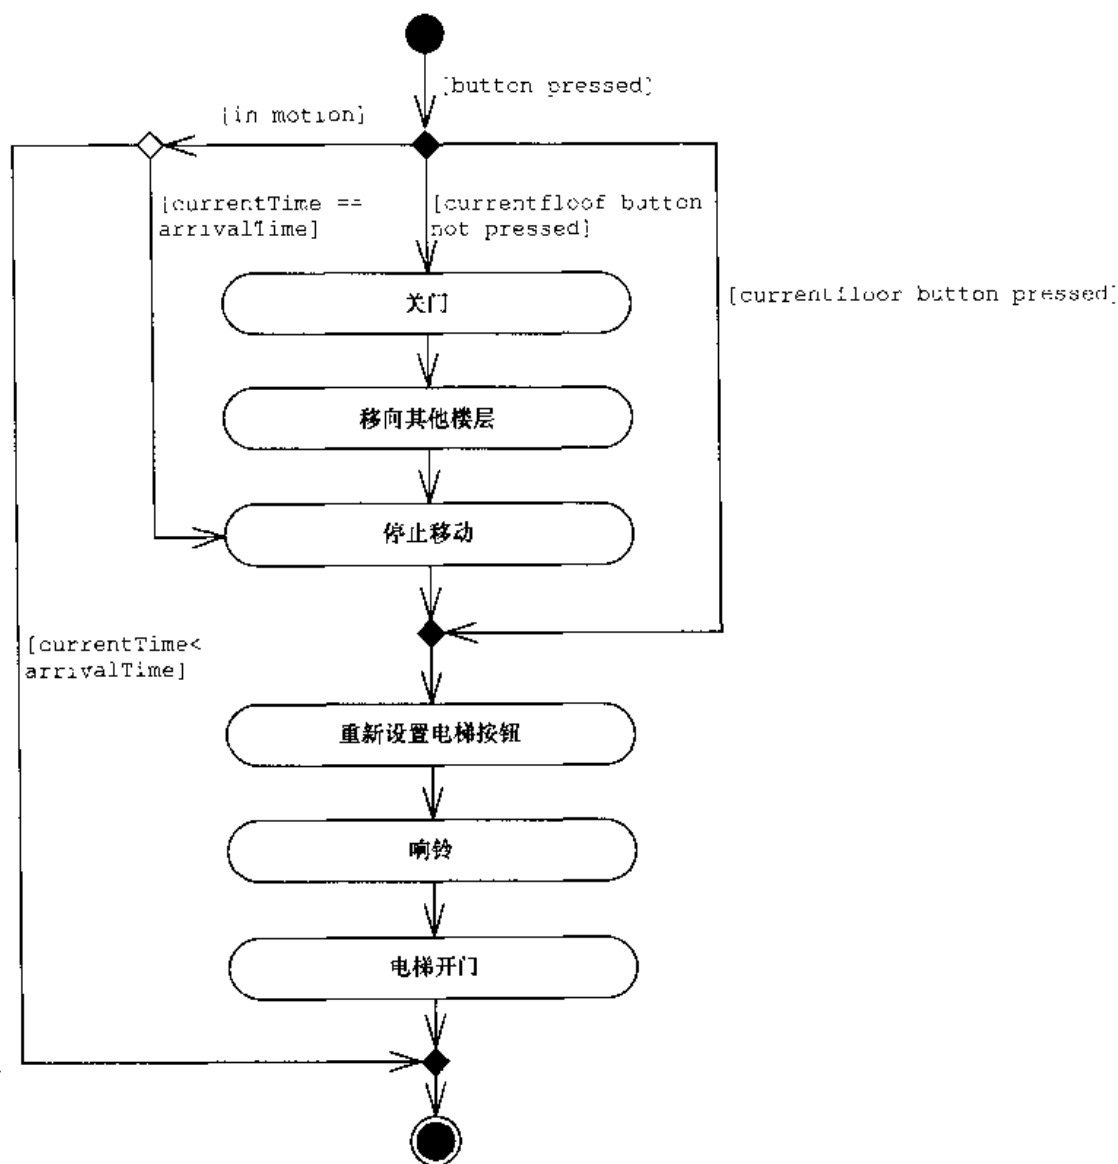 [button pressed]
[in motion]
[currentTime ==
arrivalTime]
[currentfloof button
not pressed]
关门
[currentfloor button pressed]
移向其他楼层
停止移动
[currentTime<
arrivalTime]
重新设置电梯按钮
响铃
电梯开门